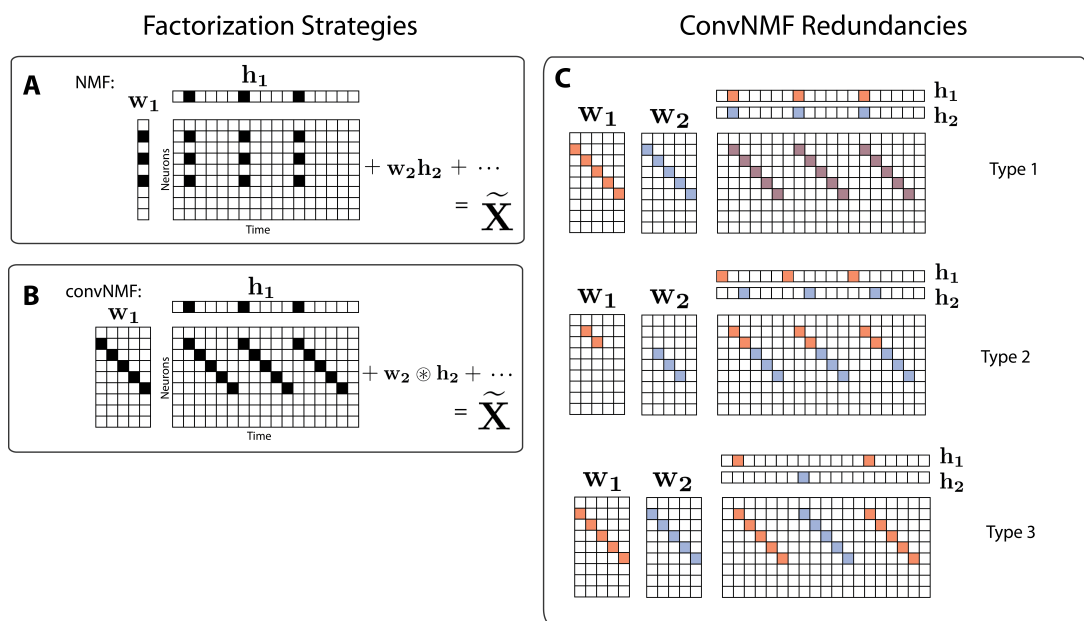 Factorization Strategies
ConvNMF Redundancies
A
NMF:
h₁
w₁
Neurons
Time
+ w₂h₂ + ⋯
= X̃
B
convNMF:
h₁
w₁
Neurons
Time
+ w₂ ⊛ h₂ + ⋯
= X̃
C
w₁
w₂
h₁
h₂
Type 1
w₁
w₂
h₁
h₂
Type 2
w₁
w₂
h₁
h₂
Type 3